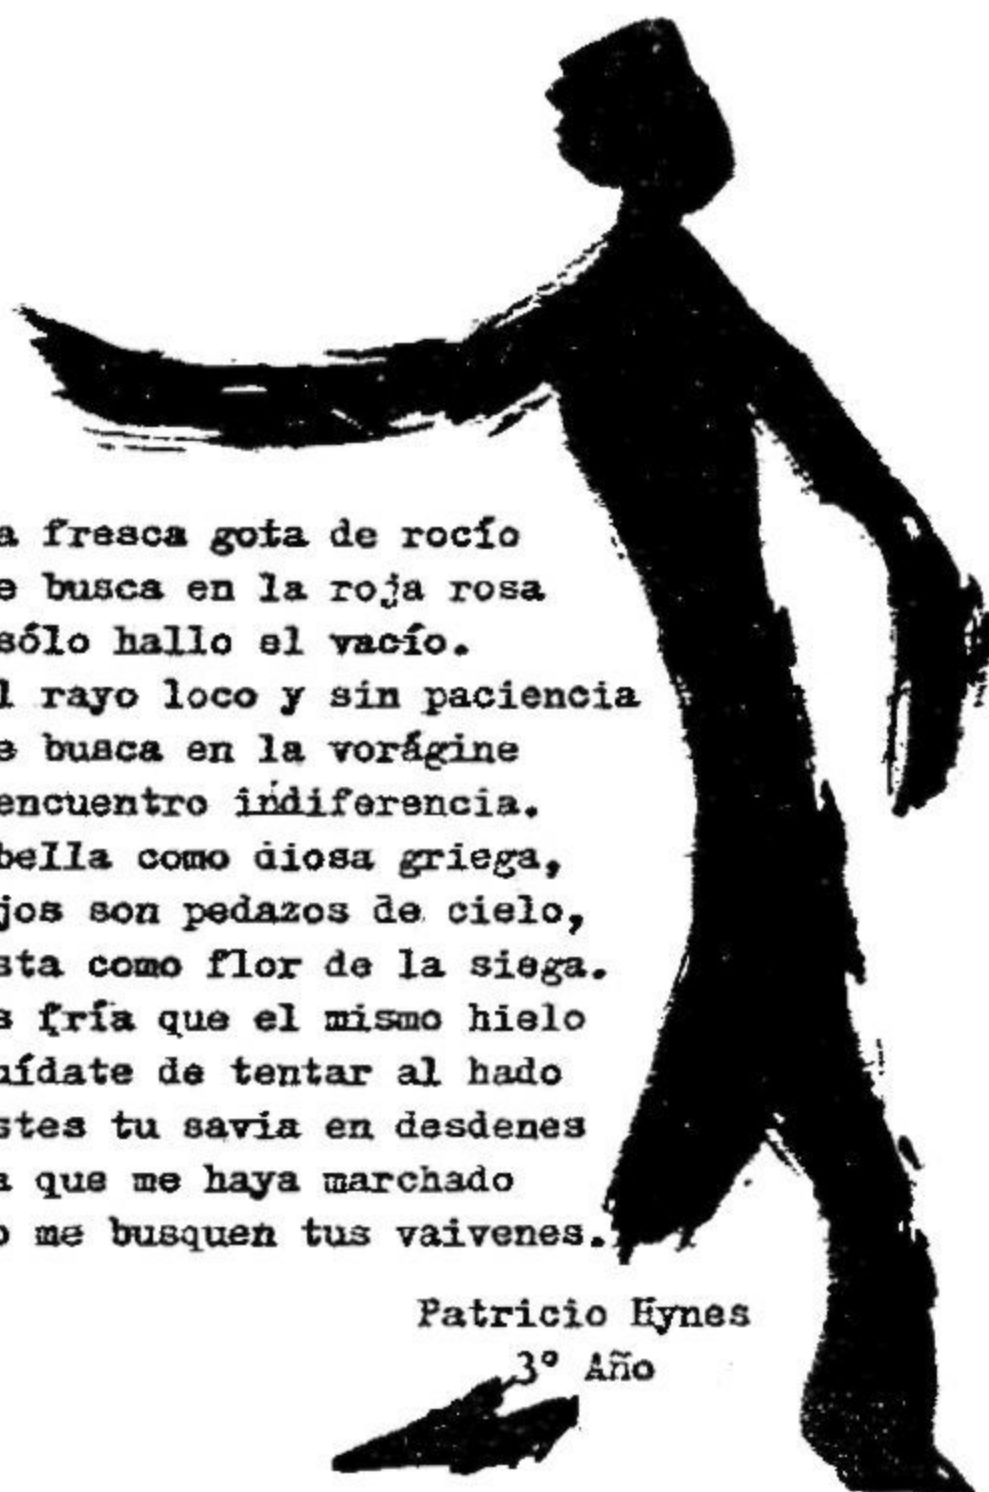 a fresca gota de rocío
e busca en la roja rosa
sólo hallo el vacío.
l rayo loco y sin paciencia
e busca en la vorágine
encuentro indiferencia.
bella como diosa griega,
jos son pedazos de cielo,
sta como flor de la siega.
s fría que el mismo hielo
uídate de tentar al hado
stes tu savia en desdenes
a que me haya marchado
o me busquen tus vaivenes.
Patricio Hynes
3° Año